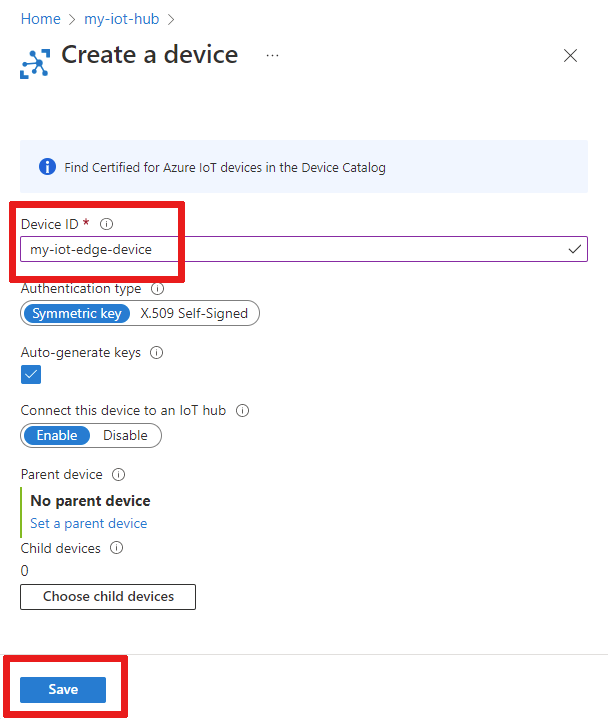 Home > my-iot-hub >
Create a device ...
Find Certified for Azure IoT devices in the Device Catalog
Device ID *
my-iot-edge-device
Authentication type
Symmetric key X.509 Self-Signed
Auto-generate keys
Connect this device to an IoT hub
Enable Disable
Parent device
No parent device
Set a parent device
Child devices
0
Choose child devices
Save